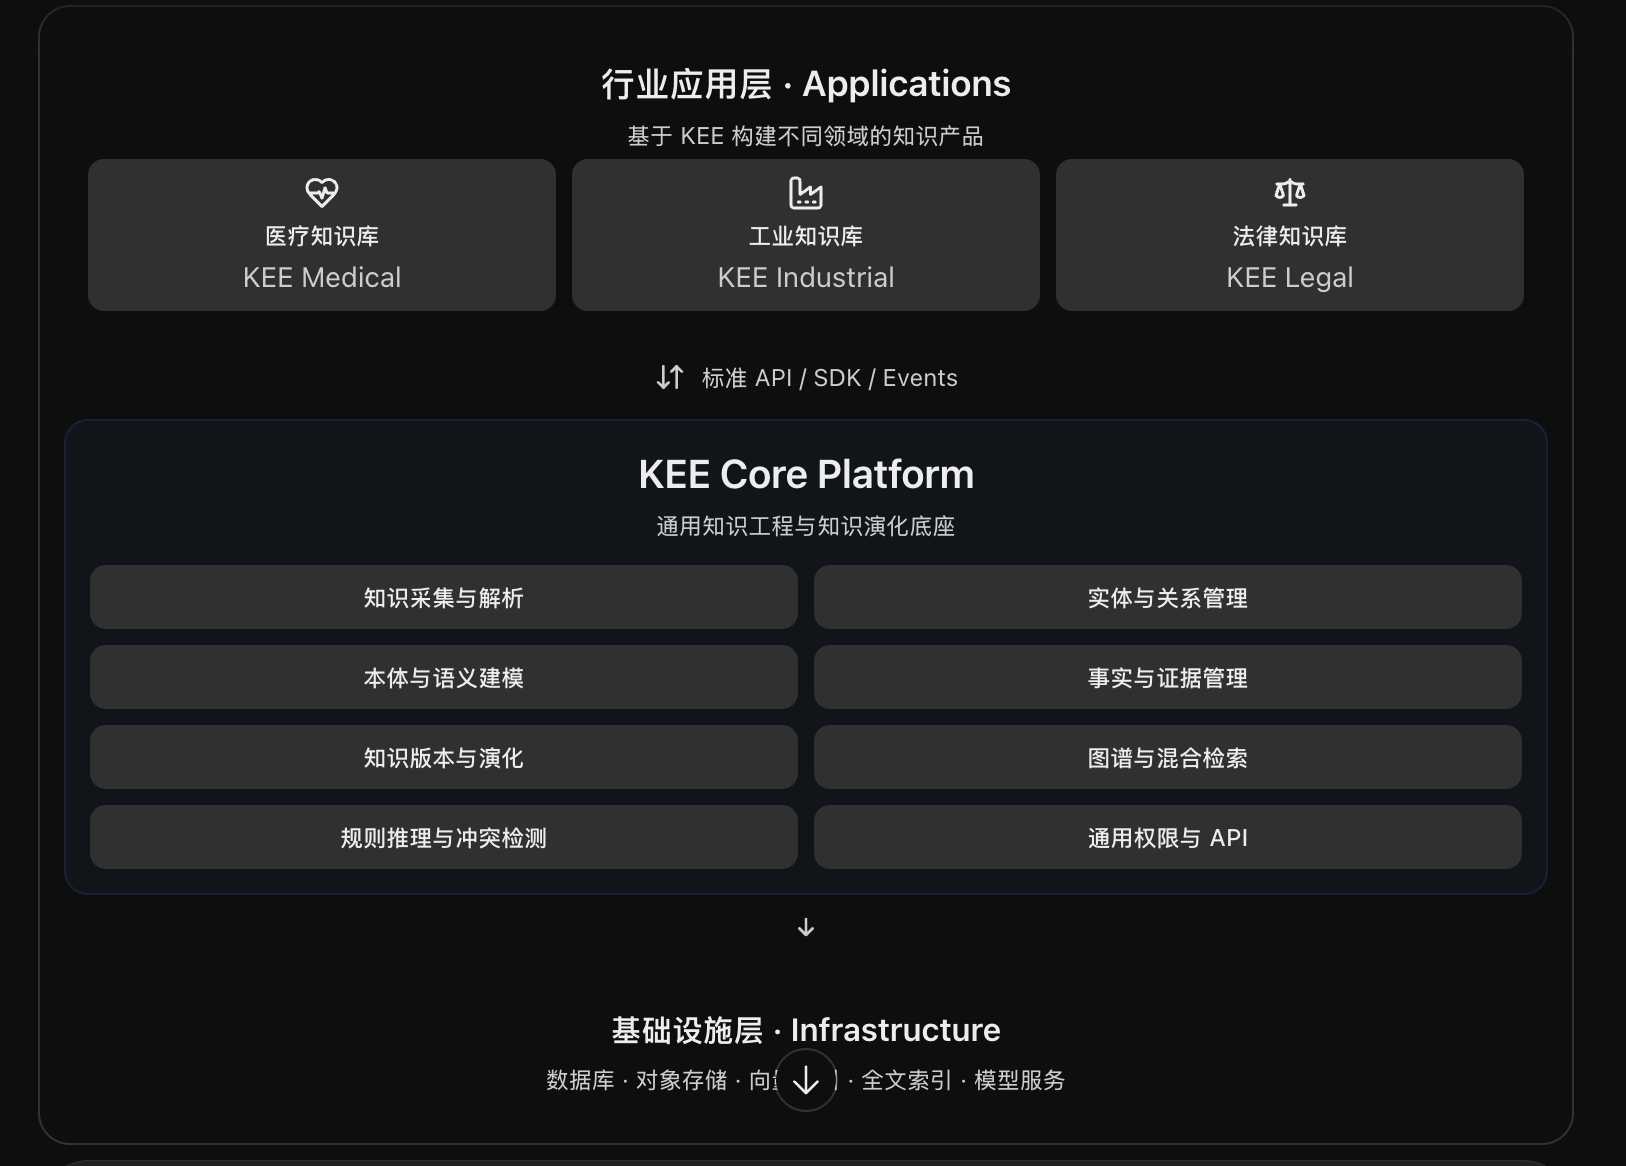 行业应用层 · Applications
基于 KEE 构建不同领域的知识产品
医疗知识库
KEE Medical
工业知识库
KEE Industrial
法律知识库
KEE Legal
标准 API / SDK / Events
KEE Core Platform
通用知识工程与知识演化底座
知识采集与解析
实体与关系管理
本体与语义建模
事实与证据管理
知识版本与演化
图谱与混合检索
规则推理与冲突检测
通用权限与 API
基础设施层 · Infrastructure
数据库 · 对象存储 · 向 · 全文索引 · 模型服务